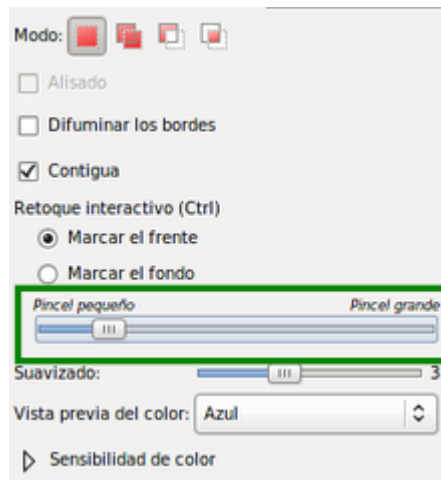 Modo:
Alisado
Difuminar los bordes
Contigua
Retoque interactivo (Ctrl)
Marcar el frente
Marcar el fondo
Pincel pequeño Pincel grande
Suavizado: 3
Vista previa del color: Azul
Sensibilidad de color